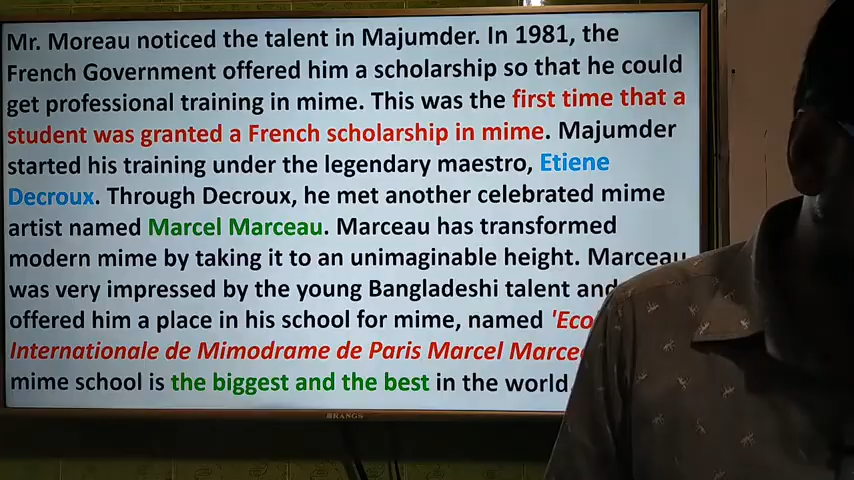 Mr. Moreau noticed the talent in Majumder. In 1981, the
French Government offered him a scholarship so that he could
get professional training in mime. This was the first time that a
student was granted a French scholarship in mime. Majumder
started his training under the legendary maestro, Etiene
Decroux. Through Decroux, he met another celebrated mime
artist named Marcel Marceau. Marceau has transformed
modern mime by taking it to an unimaginable height. Marceau
was very impressed by the young Bangladeshi talent and
offered him a place in his school for mime, named 'Eco
Internationale de Mimodrame de Paris Marcel Marce
mime school is the biggest and the best in the world